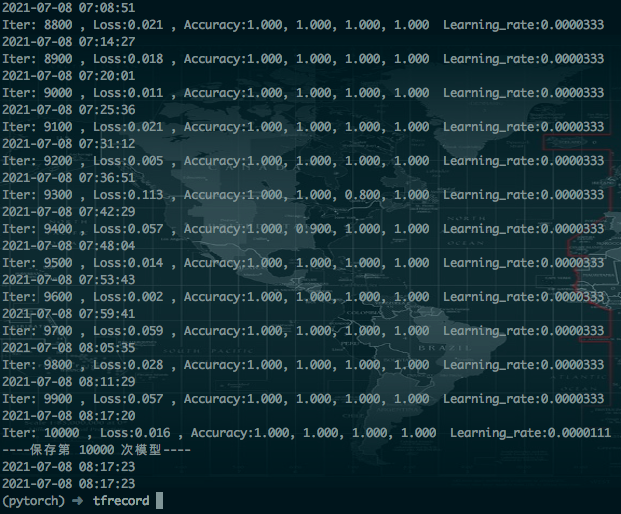 2021-07-08 07:08:51
Iter: 8800 , Loss:0.021 , Accuracy:1.000, 1.000, 1.000, 1.000  Learning_rate:0.0000333
2021-07-08 07:14:27
Iter: 8900 , Loss:0.018 , Accuracy:1.000, 1.000, 1.000, 1.000  Learning_rate:0.0000333
2021-07-08 07:20:01
Iter: 9000 , Loss:0.011 , Accuracy:1.000, 1.000, 1.000, 1.000  Learning_rate:0.0000333
2021-07-08 07:25:36
Iter: 9100 , Loss:0.021 , Accuracy:1.000, 1.000, 1.000, 1.000  Learning_rate:0.0000333
2021-07-08 07:31:12
Iter: 9200 , Loss:0.005 , Accuracy:1.000, 1.000, 1.000, 1.000  Learning_rate:0.0000333
2021-07-08 07:36:51
Iter: 9300 , Loss:0.113 , Accuracy:1.000, 1.000, 0.800, 1.000  Learning_rate:0.0000333
2021-07-08 07:42:29
Iter: 9400 , Loss:0.057 , Accuracy:1.000, 0.900, 1.000, 1.000  Learning_rate:0.0000333
2021-07-08 07:48:04
Iter: 9500 , Loss:0.014 , Accuracy:1.000, 1.000, 1.000, 1.000  Learning_rate:0.0000333
2021-07-08 07:53:43
Iter: 9600 , Loss:0.002 , Accuracy:1.000, 1.000, 1.000, 1.000  Learning_rate:0.0000333
2021-07-08 07:59:41
Iter: 9700 , Loss:0.059 , Accuracy:1.000, 1.000, 1.000, 1.000  Learning_rate:0.0000333
2021-07-08 08:05:35
Iter: 9800 , Loss:0.028 , Accuracy:1.000, 1.000, 1.000, 1.000  Learning_rate:0.0000333
2021-07-08 08:11:29
Iter: 9900 , Loss:0.057 , Accuracy:1.000, 1.000, 1.000, 1.000  Learning_rate:0.0000333
2021-07-08 08:17:20
Iter: 10000 , Loss:0.016 , Accuracy:1.000, 1.000, 1.000, 1.000  Learning_rate:0.0000111
----保存第 10000 次模型----
2021-07-08 08:17:23
2021-07-08 08:17:23
(pytorch) ➜  tfrecord
BRAZIL